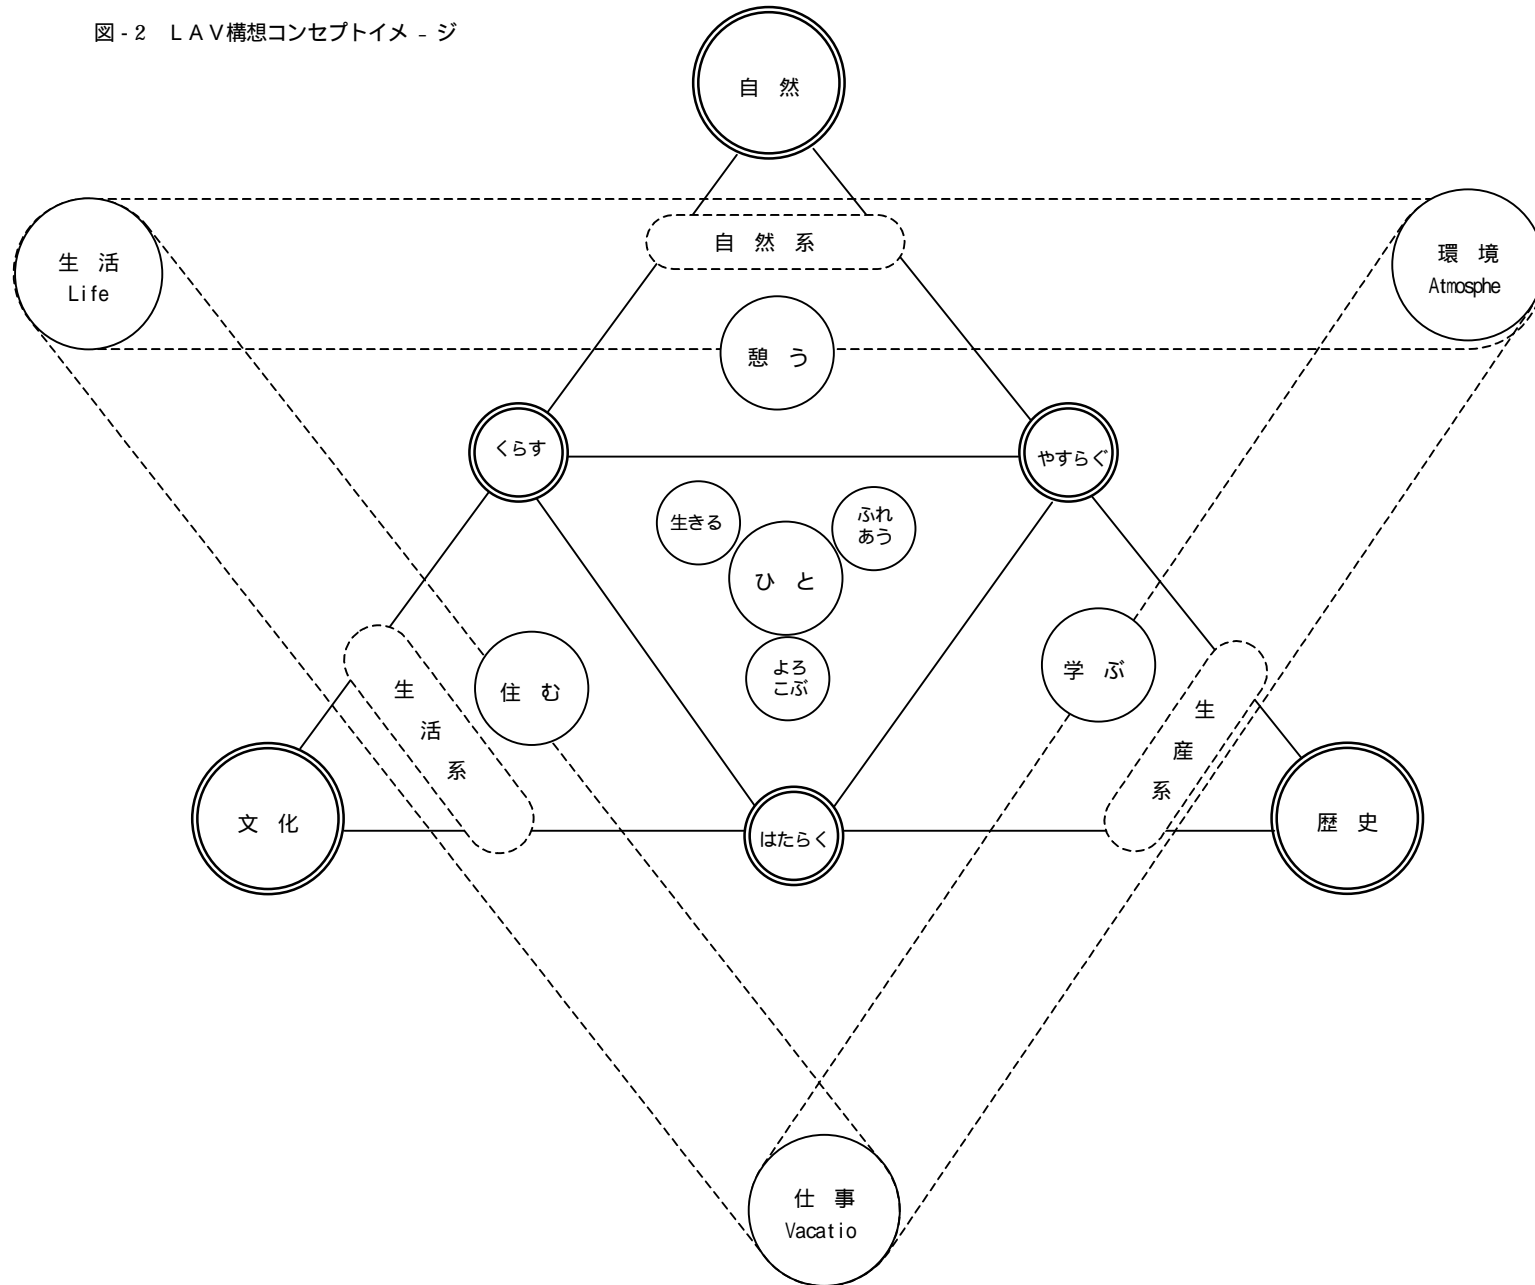 図-2 LAV構想コンセプトイメ-ジ
自 然
自 然 系
生 活
Life
環 境
Atmosphe
憩 う
くらす
やすらぐ
生きる
ふれ
あう
ひ と
よろ
こぶ
住 む
学 ぶ
生
活
系
生
産
系
文 化
はたらく
歴 史
仕 事
Vacatio